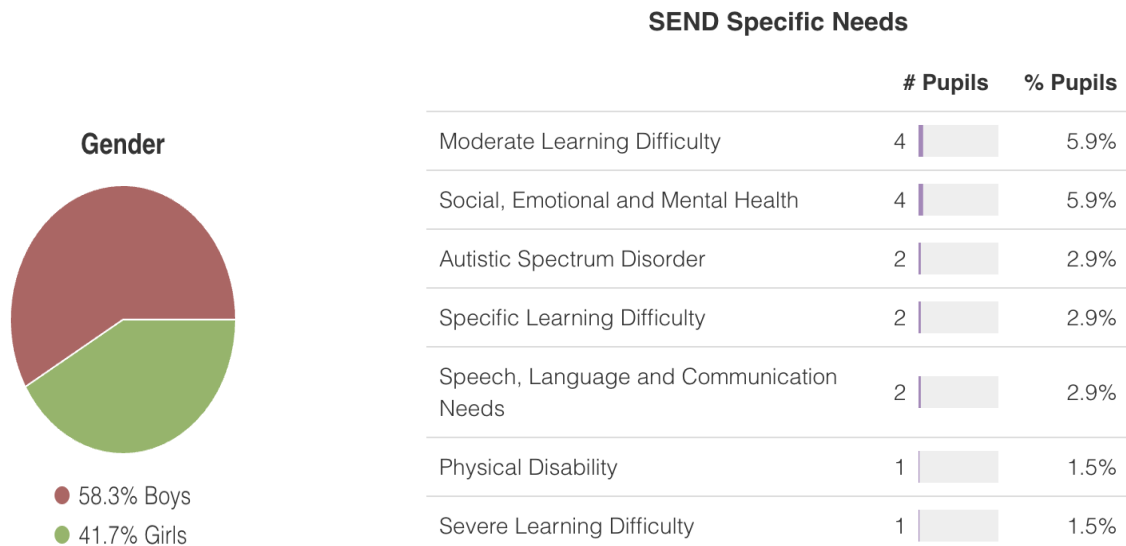 Gender
58.3% Boys
41.7% Girls
SEND Specific Needs
# Pupils % Pupils
Moderate Learning Difficulty 4 5.9%
Social, Emotional and Mental Health 4 5.9%
Autistic Spectrum Disorder 2 2.9%
Specific Learning Difficulty 2 2.9%
Speech, Language and Communication
Needs 2 2.9%
Physical Disability 1 1.5%
Severe Learning Difficulty 1 1.5%